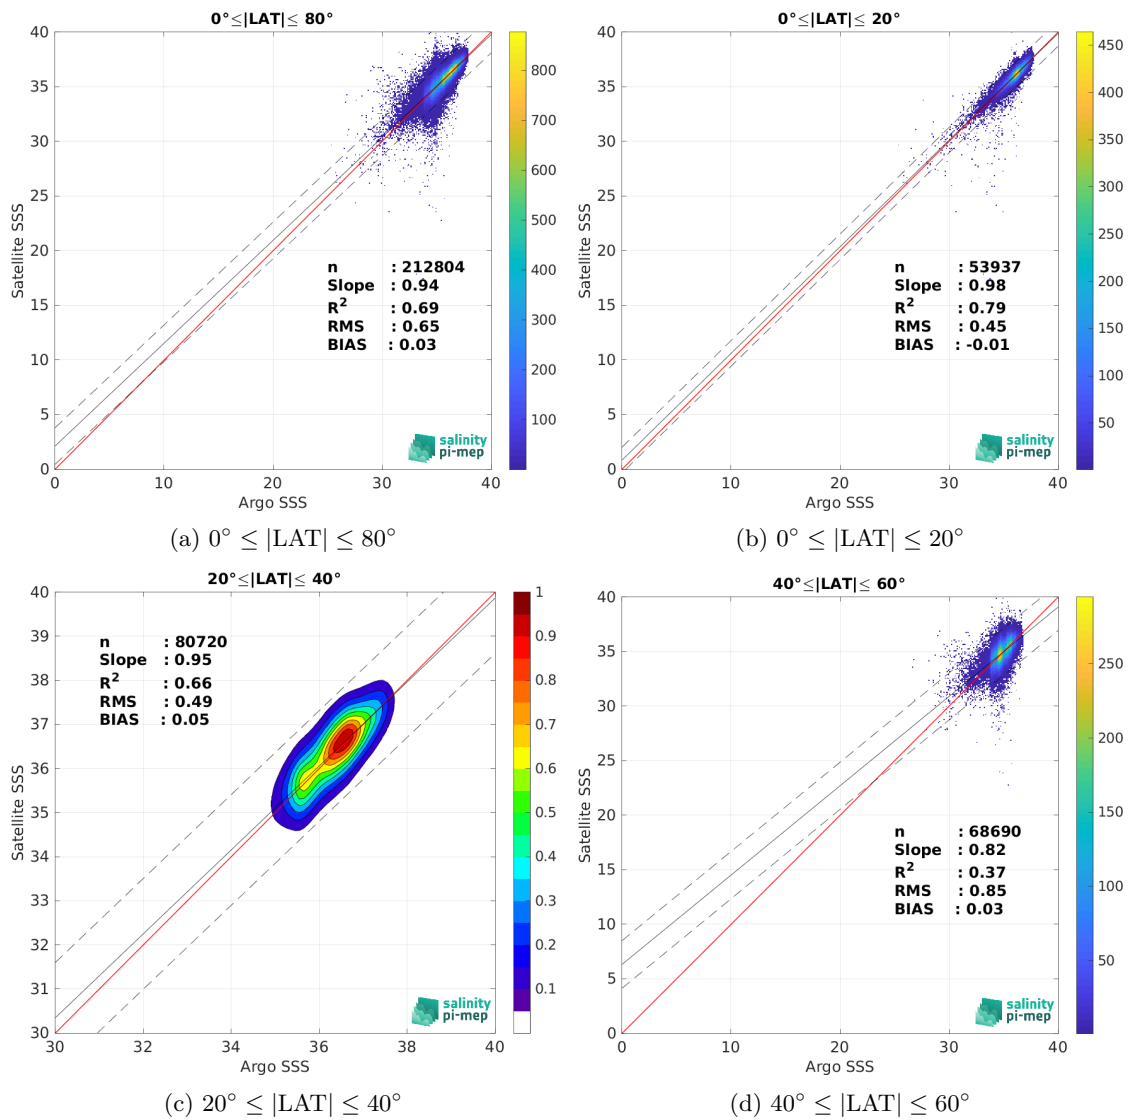 0°≤|LAT|≤ 80°
40
35
30
25
20
15
10
5
0
Satellite SSS
n : 212804
Slope : 0.94
R² : 0.69
RMS : 0.65
BIAS : 0.03
salinity
pi-mep
0 10 20 30 40
Argo SSS
800
700
600
500
400
300
200
100
(a) 0° ≤ |LAT| ≤ 80°
0°≤|LAT|≤ 20°
40
35
30
25
20
15
10
5
0
Satellite SSS
n : 53937
Slope : 0.98
R² : 0.79
RMS : 0.45
BIAS : -0.01
salinity
pi-mep
0 10 20 30 40
Argo SSS
450
400
350
300
250
200
150
100
50
(b) 0° ≤ |LAT| ≤ 20°
20°≤|LAT|≤ 40°
40
39
38
37
36
35
34
33
32
31
30
Satellite SSS
n : 80720
Slope : 0.95
R² : 0.66
RMS : 0.49
BIAS : 0.05
salinity
pi-mep
30 32 34 36 38 40
Argo SSS
1
0.9
0.8
0.7
0.6
0.5
0.4
0.3
0.2
0.1
(c) 20° ≤ |LAT| ≤ 40°
40°≤|LAT|≤ 60°
40
35
30
25
20
15
10
5
0
Satellite SSS
n : 68690
Slope : 0.82
R² : 0.37
RMS : 0.85
BIAS : 0.03
salinity
pi-mep
0 10 20 30 40
Argo SSS
250
200
150
100
50
(d) 40° ≤ |LAT| ≤ 60°